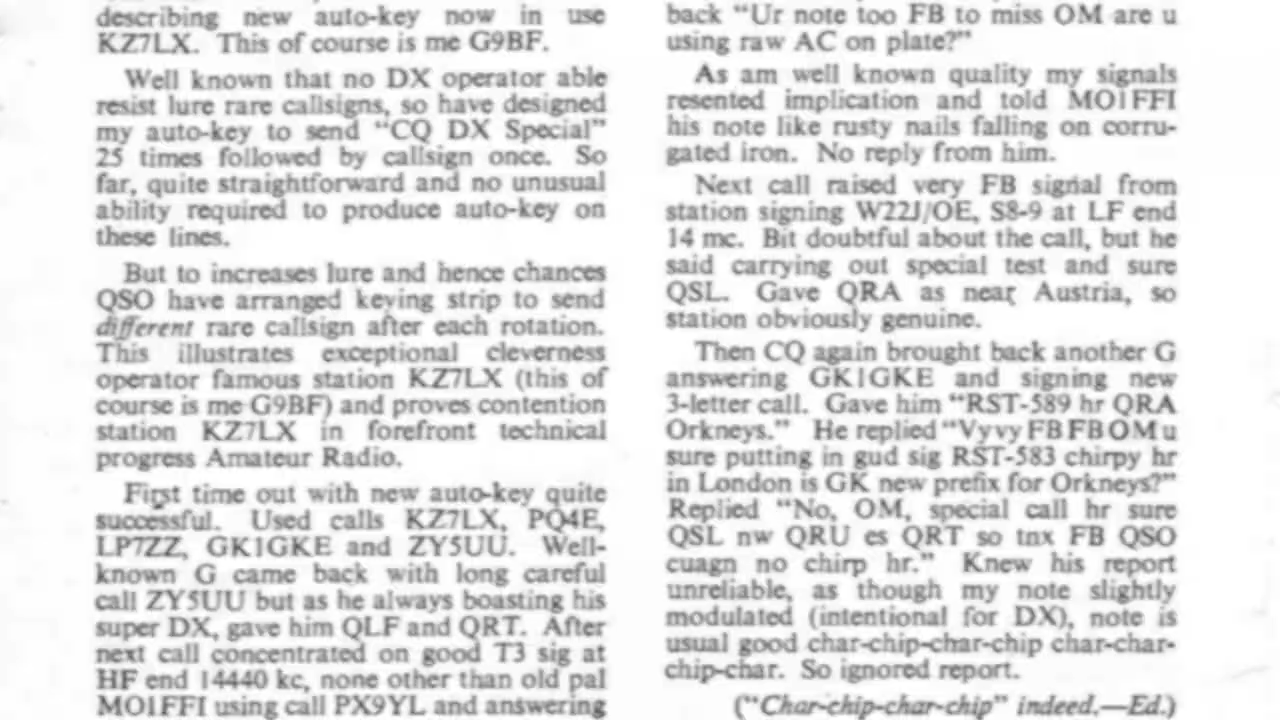 describing new auto-key now in use
KZ7LX. This of course is me G9BF.
Well known that no DX operator able
resist lure rare callsigns, so have designed
my auto-key to send "CQ DX Special"
25 times followed by callsign once. So
far, quite straightforward and no unusual
ability required to produce auto-key on
these lines.
But to increases lure and hence chances
QSO have arranged keying strip to send
different rare callsign after each rotation.
This illustrates exceptional cleverness
operator famous station KZ7LX (this of
course is me G9BF) and proves contention
station KZ7LX in forefront technical
progress Amateur Radio.
First time out with new auto-key quite
successful. Used calls KZ7LX, PQ4E,
LP7ZZ, GK1GKE and ZY5UU. Well-
known G came back with long careful
call ZY5UU but as he always boasting his
super DX, gave him QLF and QRT. After
next call concentrated on good T3 sig at
HF end 14440 kc, none other than old pal
MO1FFI using call PX9YL and answering
back "Ur note too FB to miss OM are u
using raw AC on plate?"
As am well known quality my signals
resented implication and told MO1FFI
his note like rusty nails falling on corru-
gated iron. No reply from him.
Next call raised very FB signal from
station signing W22J/OE, S8-9 at LF end
14 mc. Bit doubtful about the call, but he
said carrying out special test and sure
QSL. Gave QRA as near Austria, so
station obviously genuine.
Then CQ again brought back another G
answering GK1GKE and signing new
3-letter call. Gave him "RST-589 hr QRA
Orkneys." He replied "Vy vy FB FB OM u
sure putting in gud sig RST-583 chirpy hr
in London is GK new prefix for Orkneys?"
Replied "No, OM, special call hr sure
QSL nw QRU es QRT so tnx FB QSO
cuagn no chirp hr." Knew his report
unreliable, as though my note slightly
modulated (intentional for DX), note is
usual good char-chip-char-chip char-char-
chip-char. So ignored report.
("Char-chip-char-chip" indeed.—Ed.)